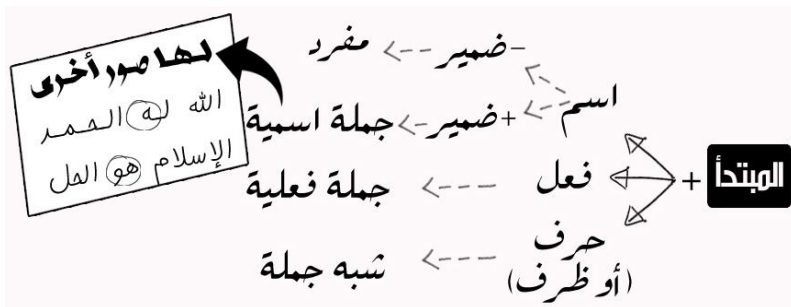 المبتدأ +
اسم
-ضمير --> مفرد
+ضمير -> جملة اسمية
فعل ---> جملة فعلية
حرف ---> شبه جملة
(أو ظرف)
لها صور أخرى
الله له الحمد
الإسلام هو الحل